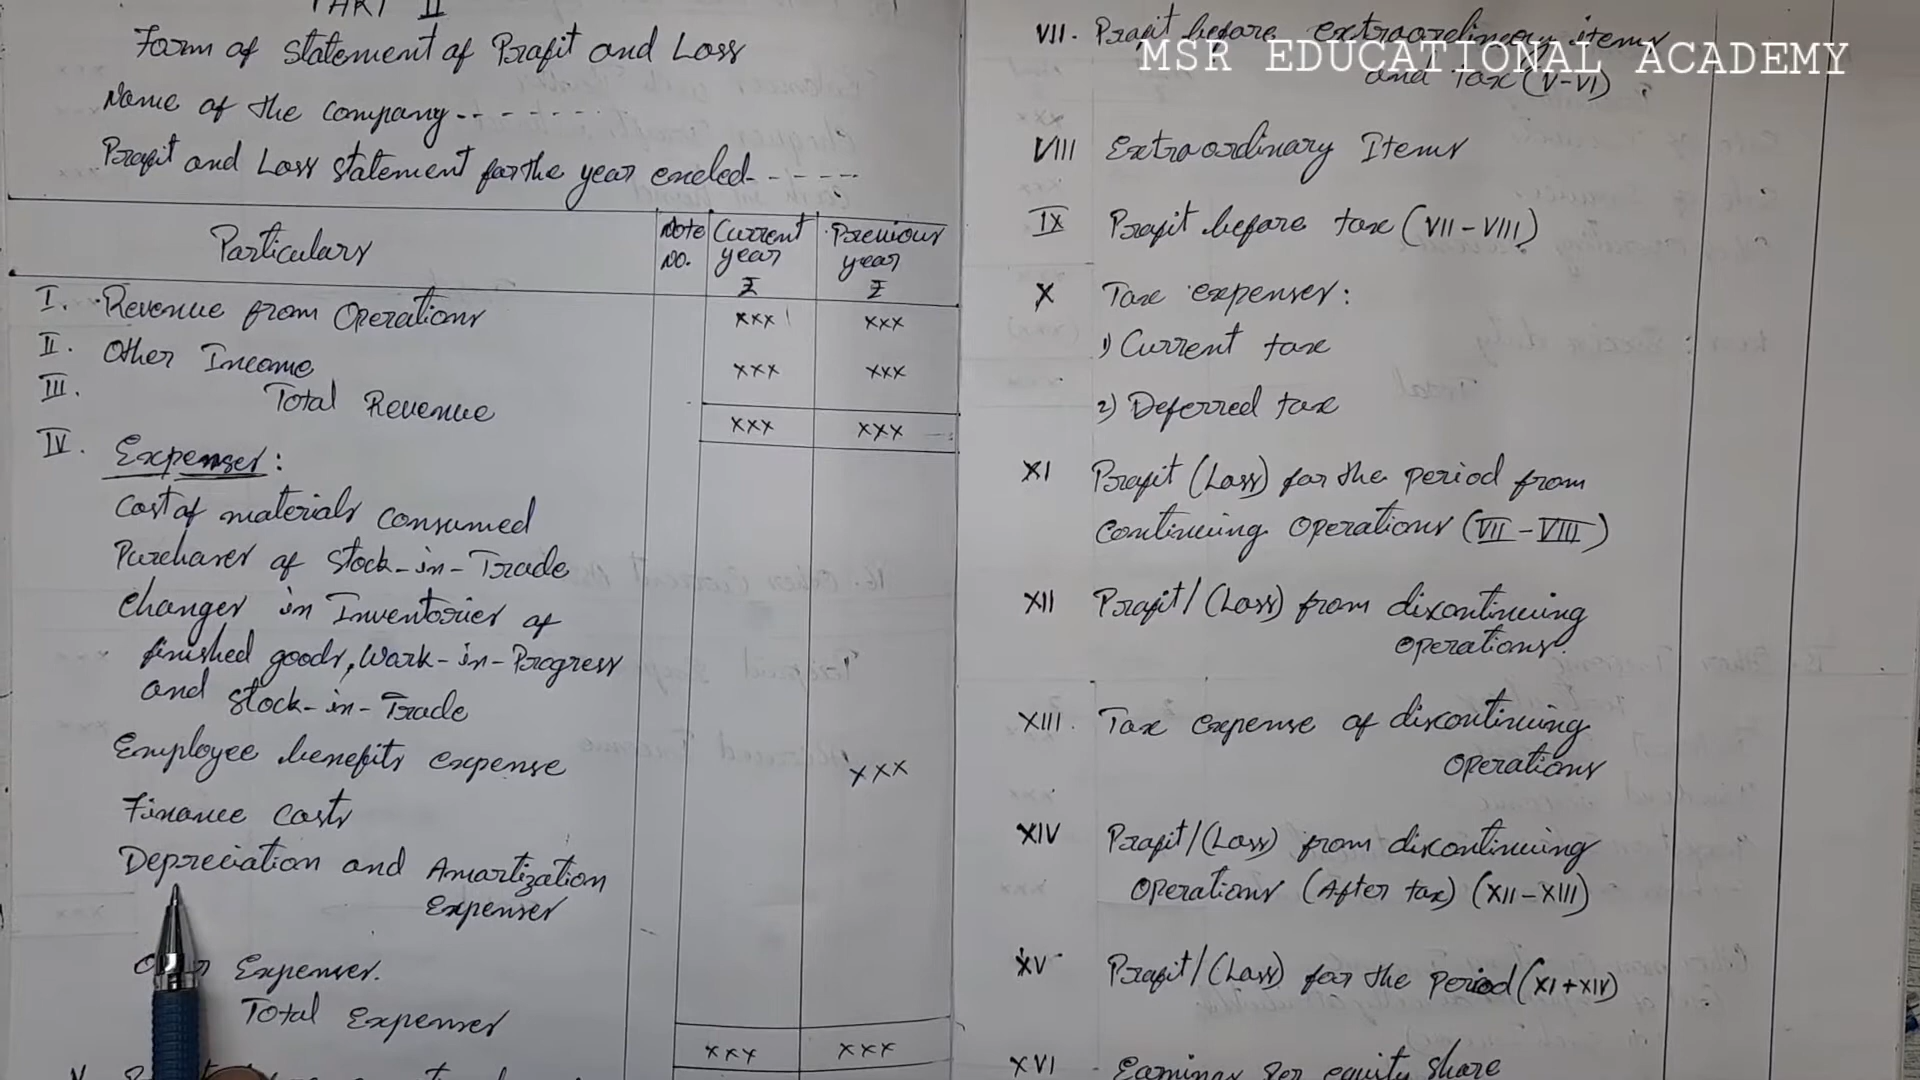 PART II
Form of Statement of Profit and Loss
Name of the Company--------
Profit and Loss Statement for the year ended------
Particulars
Note No.
Current year ₹
Previous year ₹
I. Revenue from Operations xxx xxx
II. Other Income xxx xxx
III. Total Revenue xxx xxx
IV. Expenses:
Cost of materials consumed
Purchases of Stock-in-Trade
Changes in Inventories of
finished goods, Work-in-Progress
and Stock-in-Trade
Employee benefits expense xxx
Finance Costs
Depreciation and Amortization
Expenses
Expenses.
Total Expenses
xxx xxx
VII. Profit before extraordinary items
and tax (V-VI)
MSR EDUCATIONAL ACADEMY
VIII Extraordinary Items
IX Profit before tax (VII-VIII)
X Tax expenses:
1) Current tax
2) Deferred tax
XI Profit (Loss) for the period from
Continuing Operations (VII-VIII)
XII Profit/(Loss) from discontinuing
operations.
XIII. Tax expense of discontinuing
Operations
XIV Profit/(Loss) from discontinuing
Operations (After tax) (XII-XIII)
XV Profit/(Loss) for the Period (XI+XIV)
XVI Earnings Per equity share